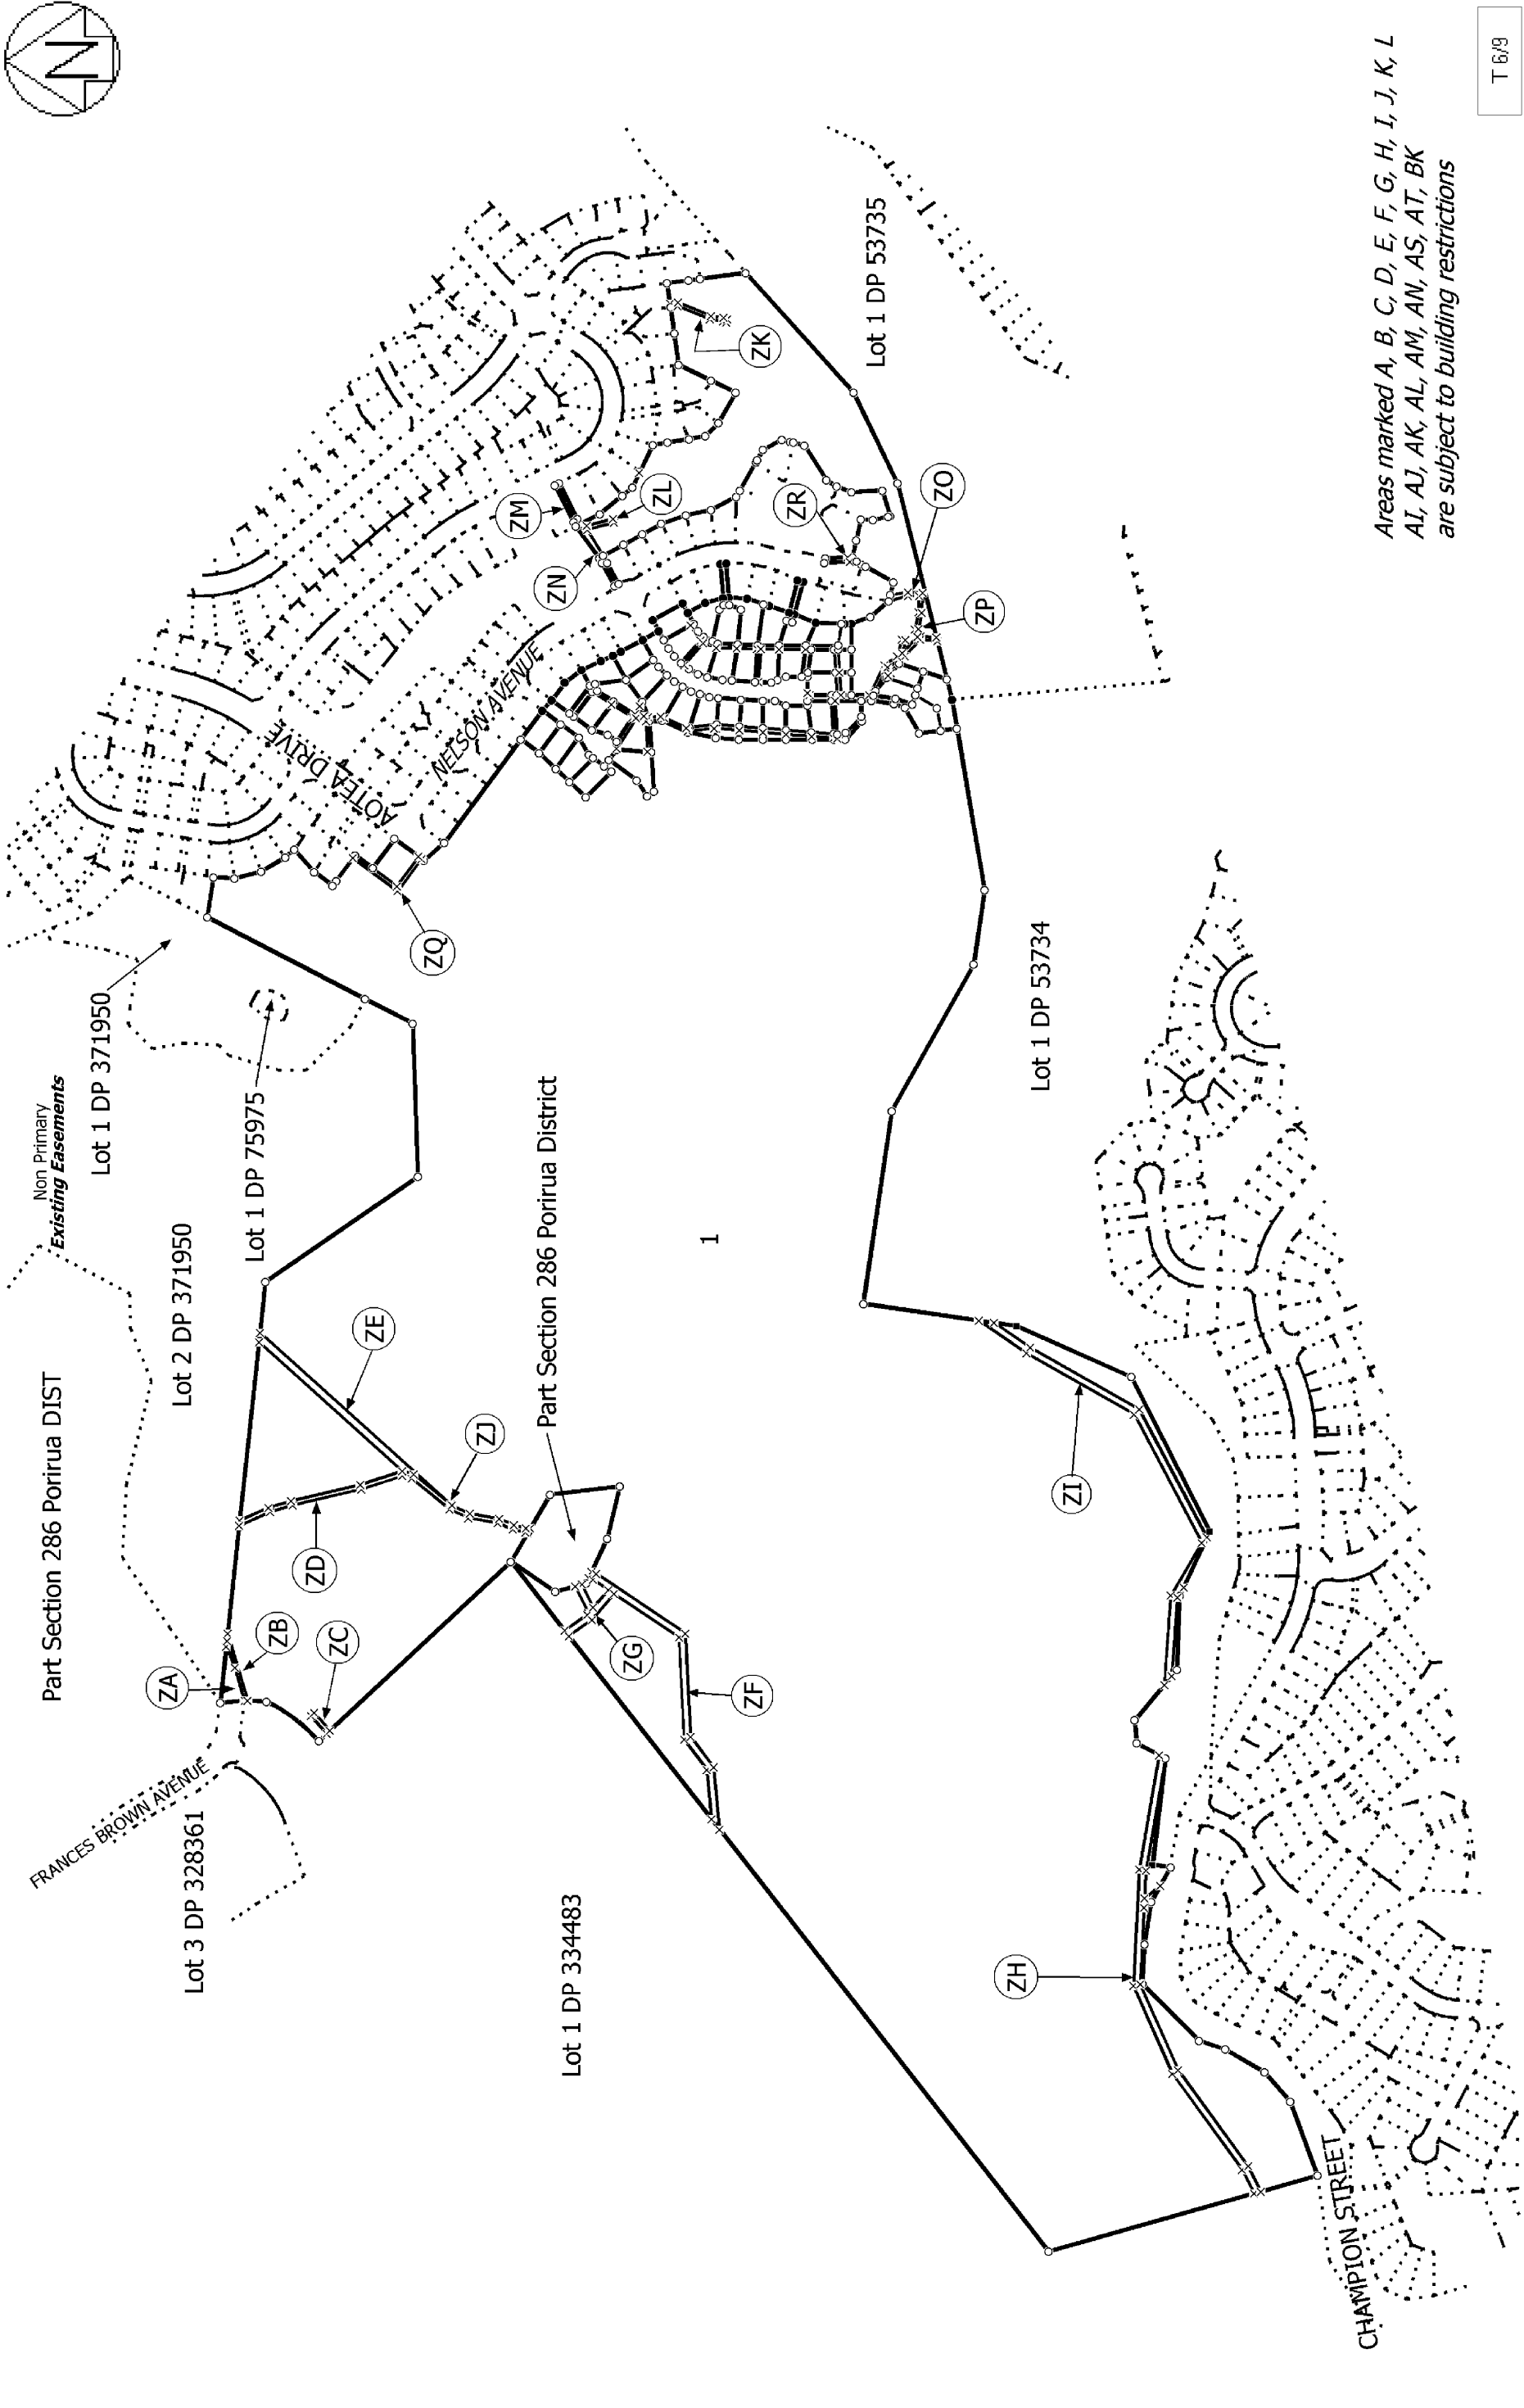 N
Non Primary
Existing Easements
Part Section 286 Porirua DIST
Lot 1 DP 371950
Lot 2 DP 371950
Lot 1 DP 75975
FRANCES BROWN AVENUE
Lot 3 DP 328361
AOTEA DRIVE
NELSON AVENUE
ZA
ZB
ZC
ZD
ZE
ZJ
ZQ
ZM
ZN
ZL
ZK
ZR
ZO
ZP
Part Section 286 Porirua District
ZG
ZF
1
Lot 1 DP 334483
Lot 1 DP 53735
Lot 1 DP 53734
ZI
ZH
CHAMPION STREET
Areas marked A, B, C, D, E, F, G, H, I, J, K, L
AI, AJ, AK, AL, AM, AN, AS, AT, BK
are subject to building restrictions
T 6/9